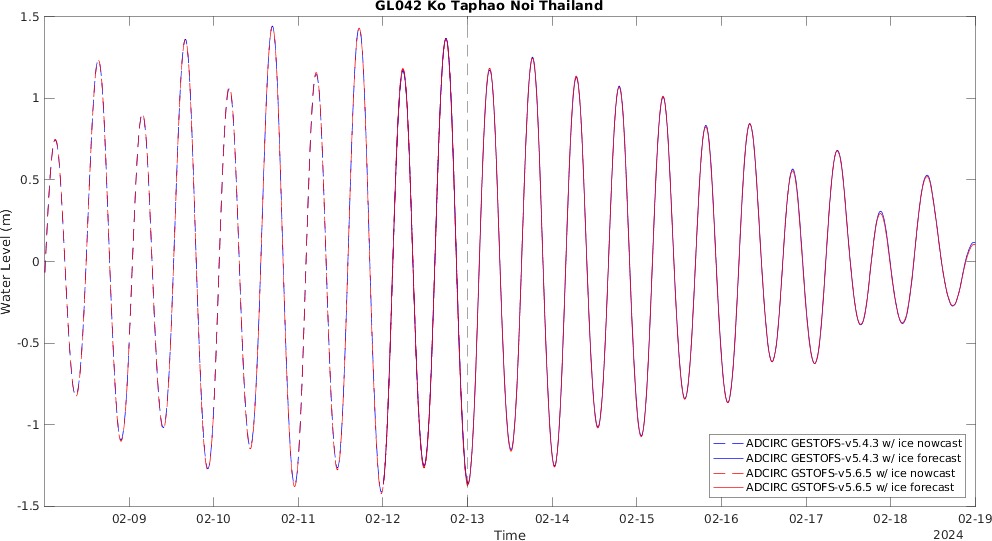 GL042 Ko Taphao Noi Thailand
1.5
1
0.5
0
-0.5
-1
-1.5
Water Level (m)
ADCIRC GESTOFS-v5.4.3 w/ ice nowcast
ADCIRC GESTOFS-v5.4.3 w/ ice forecast
ADCIRC GSTOFS-v5.6.5 w/ ice nowcast
ADCIRC GSTOFS-v5.6.5 w/ ice forecast
02-09 02-10 02-11 02-12 02-13 02-14 02-15 02-16 02-17 02-18 02-19
Time
2024